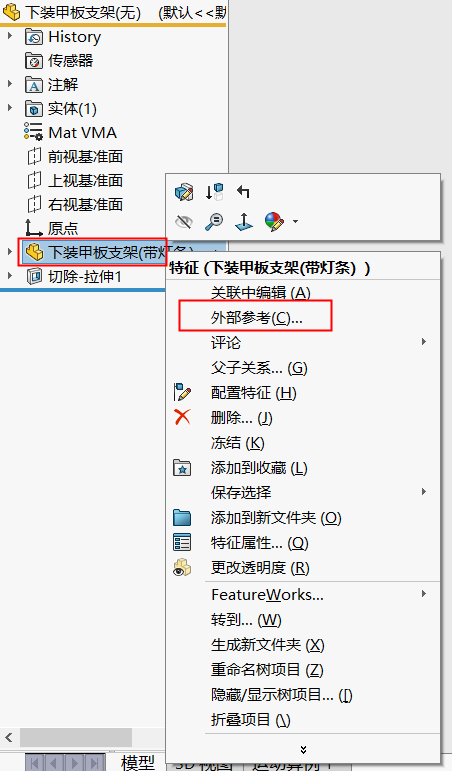 下装甲板支架(无) (默认<<默
History
传感器
注解
实体(1)
Mat VMA
前视基准面
上视基准面
右视基准面
原点
下装甲板支架(带灯条)
切除-拉伸1
特征 (下装甲板支架(带灯条) )
关联中编辑 (A)
外部参考(C)...
评论
父子关系... (G)
配置特征 (H)
删除... (J)
冻结 (K)
添加到收藏 (L)
保存选择
添加到新文件夹 (O)
特征属性... (Q)
更改透明度 (R)
FeatureWorks...
转到... (W)
生成新文件夹 (X)
重命名树项目 (Z)
隐藏/显示树项目... ([)
折叠项目 (\)
模型
3D 视图
运动算例 1